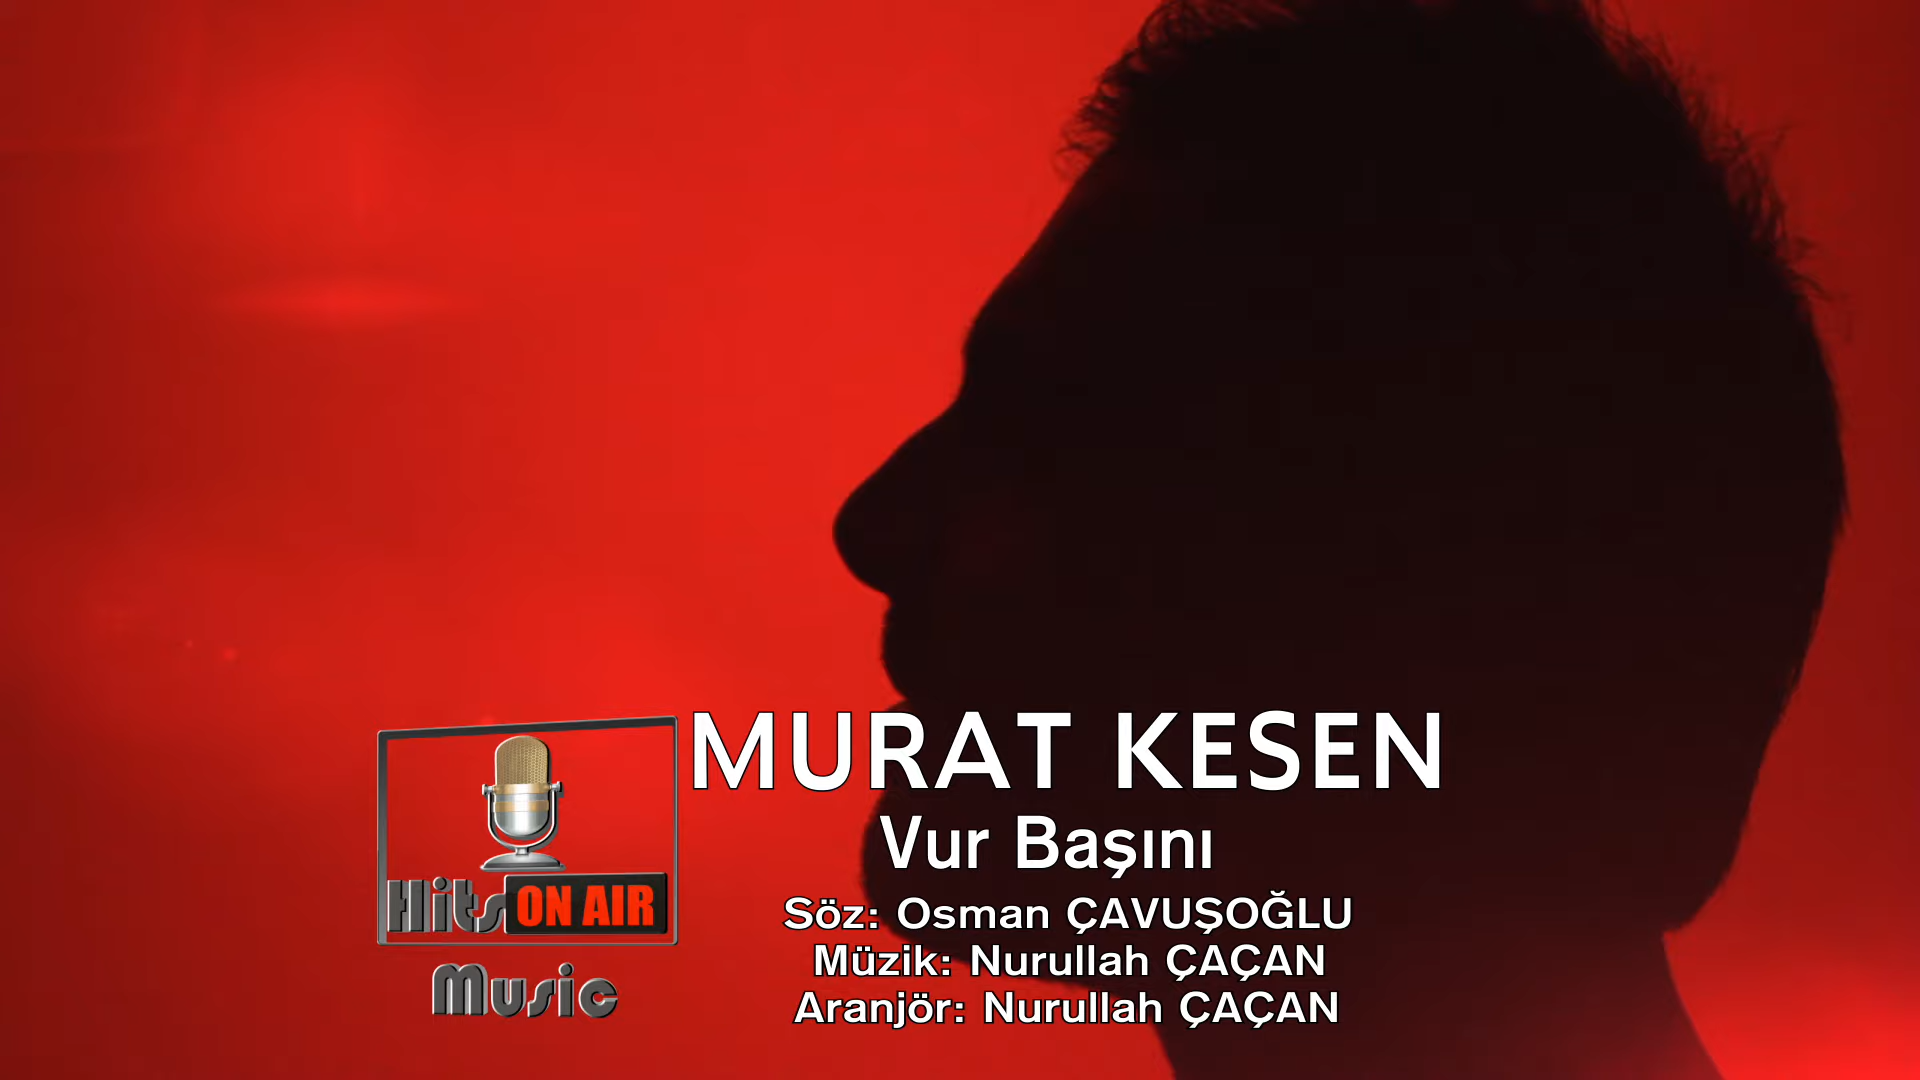 MURAT KESEN
Vur Başını
Söz: Osman ÇAVUŞOĞLU
Müzik: Nurullah ÇAÇAN
Aranjör: Nurullah ÇAÇAN
Hits ON AIR
Music